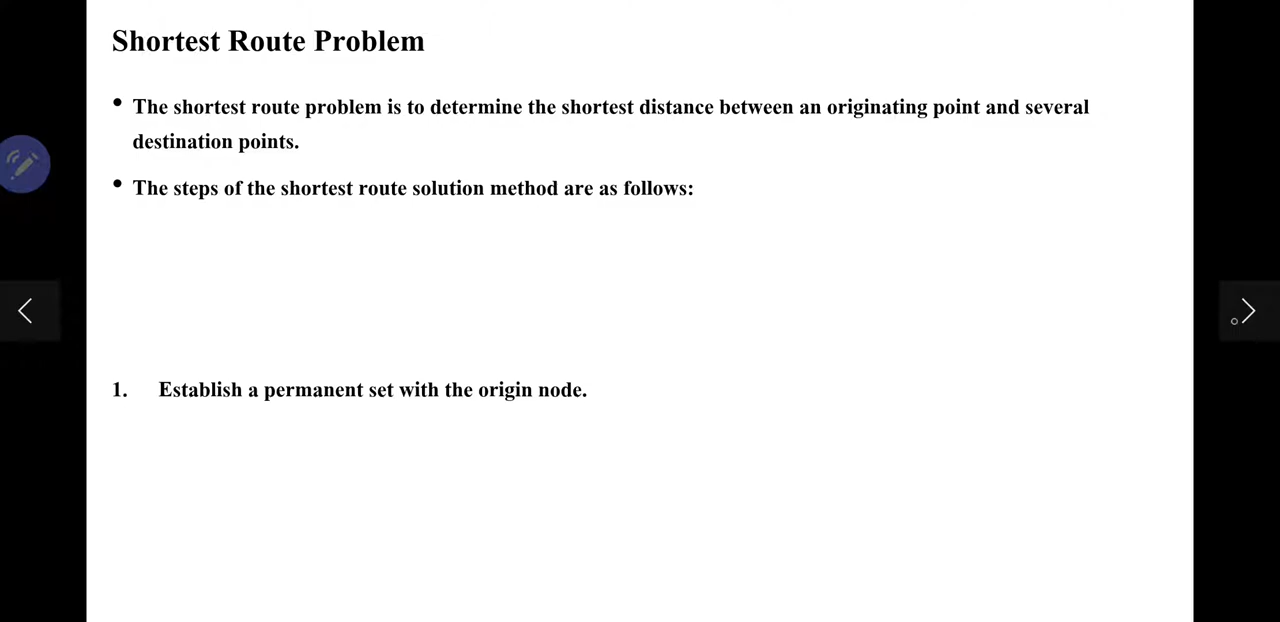 Shortest Route Problem
• The shortest route problem is to determine the shortest distance between an originating point and several
destination points.
• The steps of the shortest route solution method are as follows:
1. Establish a permanent set with the origin node.